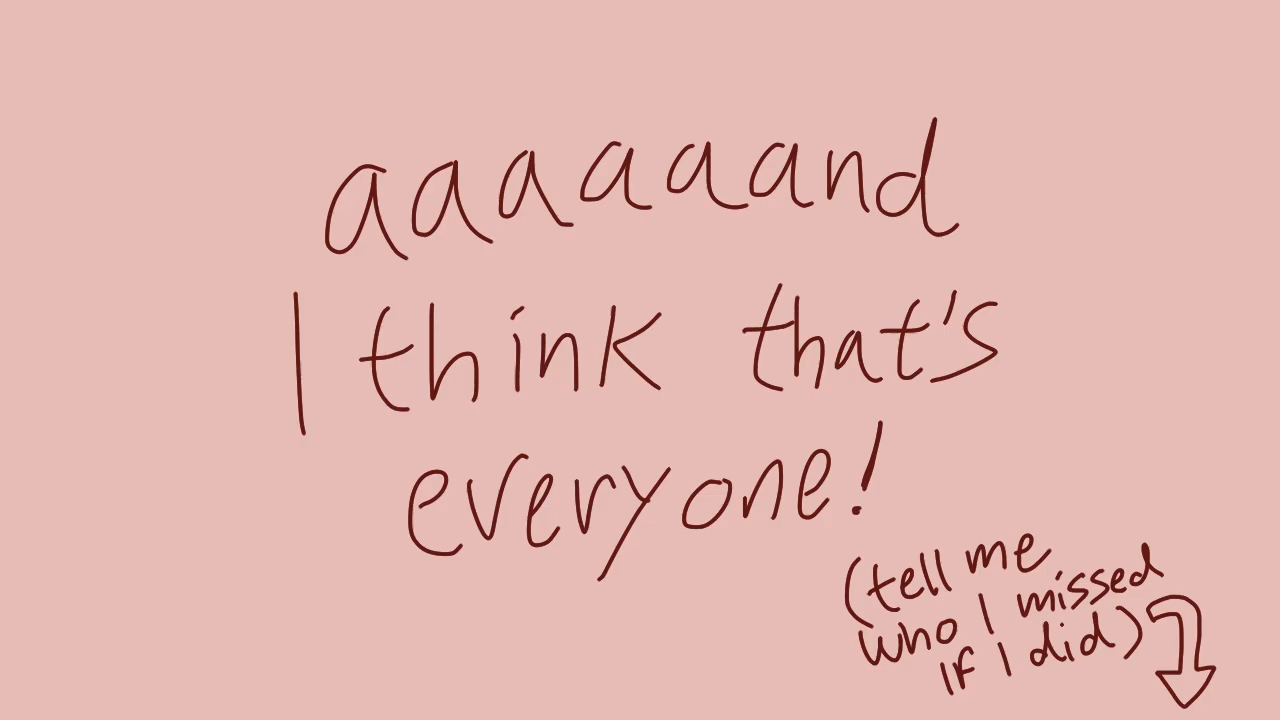 aaaaaand
I think that's
everyone!
(tell me
who I missed
If I did)